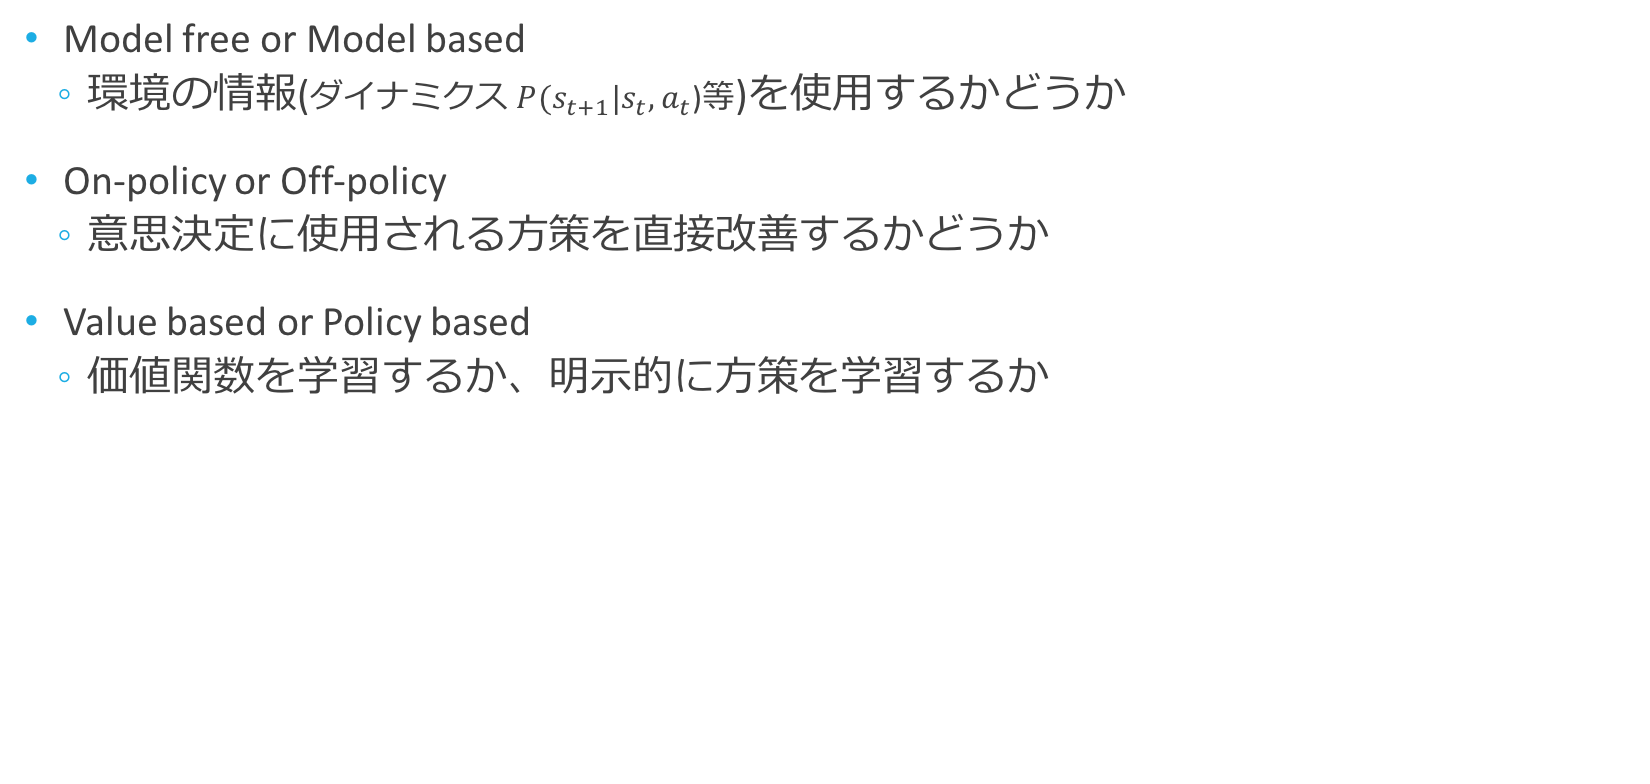 • Model free or Model based
◦ 環境の情報(ダイナミクス P(s_{t+1}|s_t, a_t)等)を使用するかどうか
• On-policy or Off-policy
◦ 意思決定に使用される方策を直接改善するかどうか
• Value based or Policy based
◦ 価値関数を学習するか、明示的に方策を学習するか